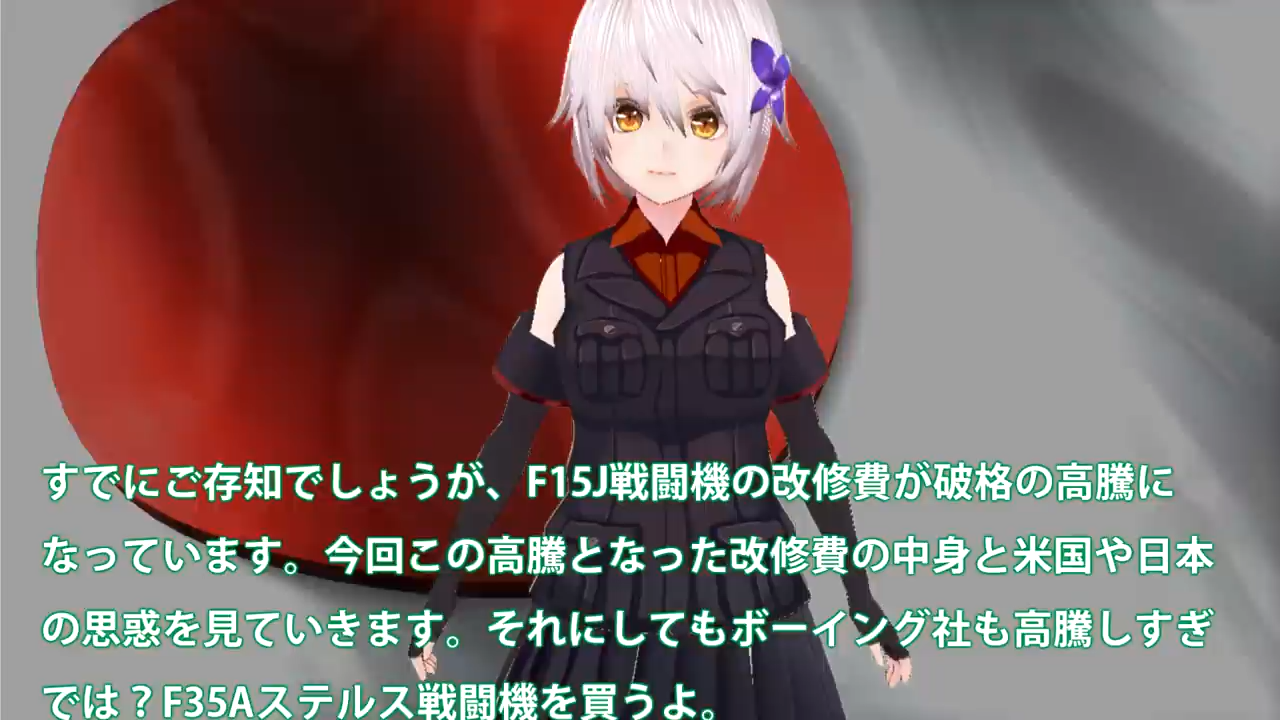 すでにご存知でしょうが、F15J戦闘機の改修費が破格の高騰に
なっています。今回この高騰となった改修費の中身と米国や日本
の思惑を見ていきます。それにしてもボーイング社も高騰しすぎ
では？F35Aステルス戦闘機を買うよ。